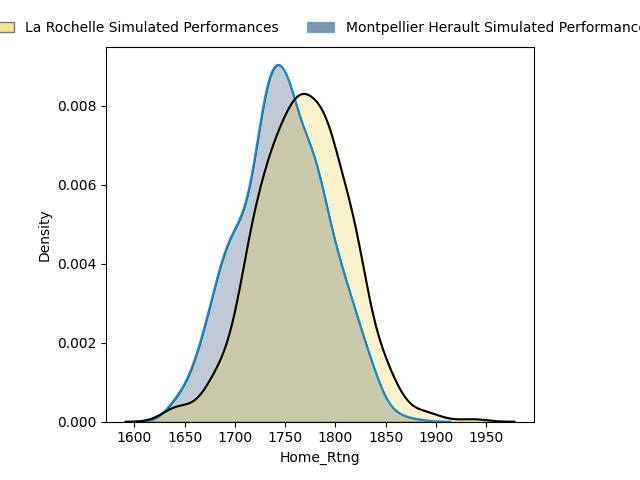 La Rochelle Simulated Performances Montpellier Herault Simulated Performanc
0.008
0.006
0.004
0.002
0.000
Density
1600 1650 1700 1750 1800 1850 1900 1950
Home_Rtng